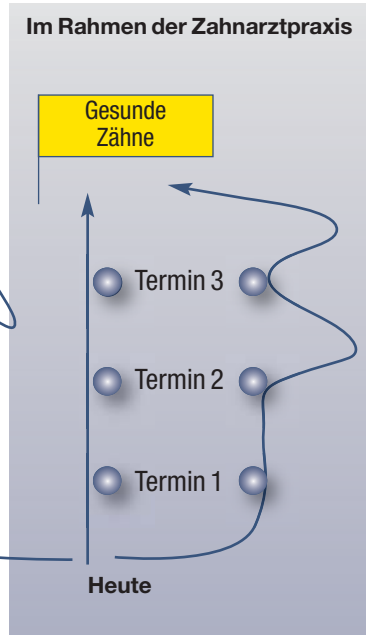 Im Rahmen der Zahnarztpraxis
Gesunde
Zähne
Termin 3
Termin 2
Termin 1
Heute